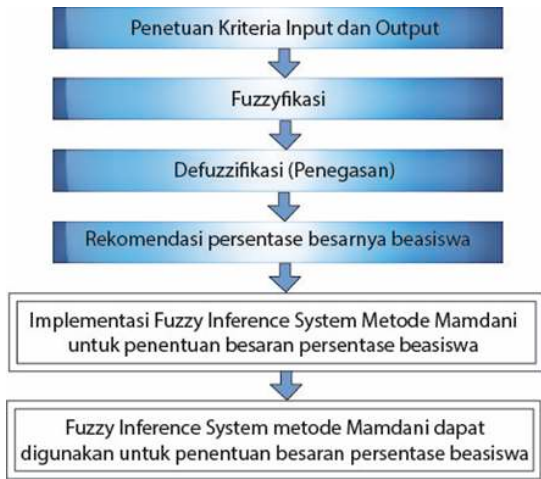 Penetuan Kriteria Input dan Output
Fuzzyfikasi
Defuzzifikasi (Penegasan)
Rekomendasi persentase besarnya beasiswa
Implementasi Fuzzy Inference System Metode Mamdani
untuk penentuan besaran persentase beasiswa
Fuzzy Inference System metode Mamdani dapat
digunakan untuk penentuan besaran persentase beasiswa